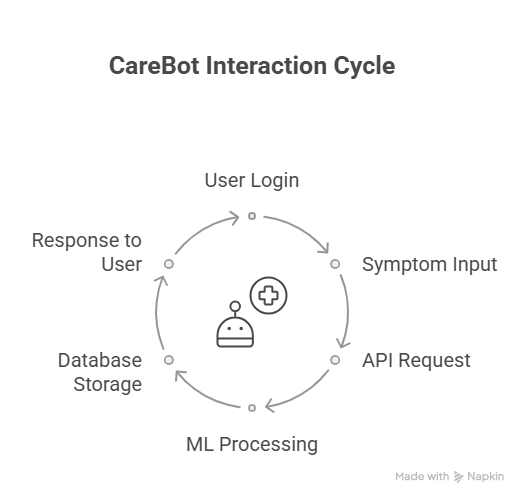 CareBot Interaction Cycle
User Login
Response to
User
Symptom Input
Database
Storage
API Request
ML Processing
Made with Napkin